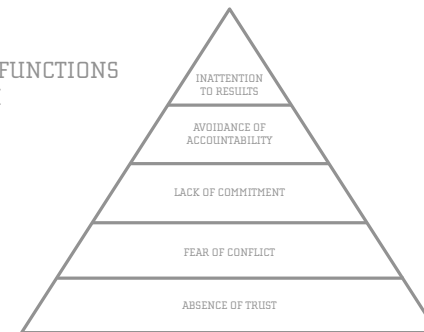 FUNCTIONS
INATTENTION
TO RESULTS
AVOIDANCE OF
ACCOUNTABILITY
LACK OF COMMITMENT
FEAR OF CONFLICT
ABSENCE OF TRUST